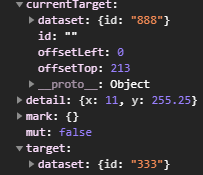 ▼ currentTarget:
▶ dataset: {id: "888"}
id: ""
offsetLeft: 0
offsetTop: 213
▶ __proto__: Object
▶ detail: {x: 11, y: 255.25}
▶ mark: {}
mut: false
▼ target:
▶ dataset: {id: "333"}